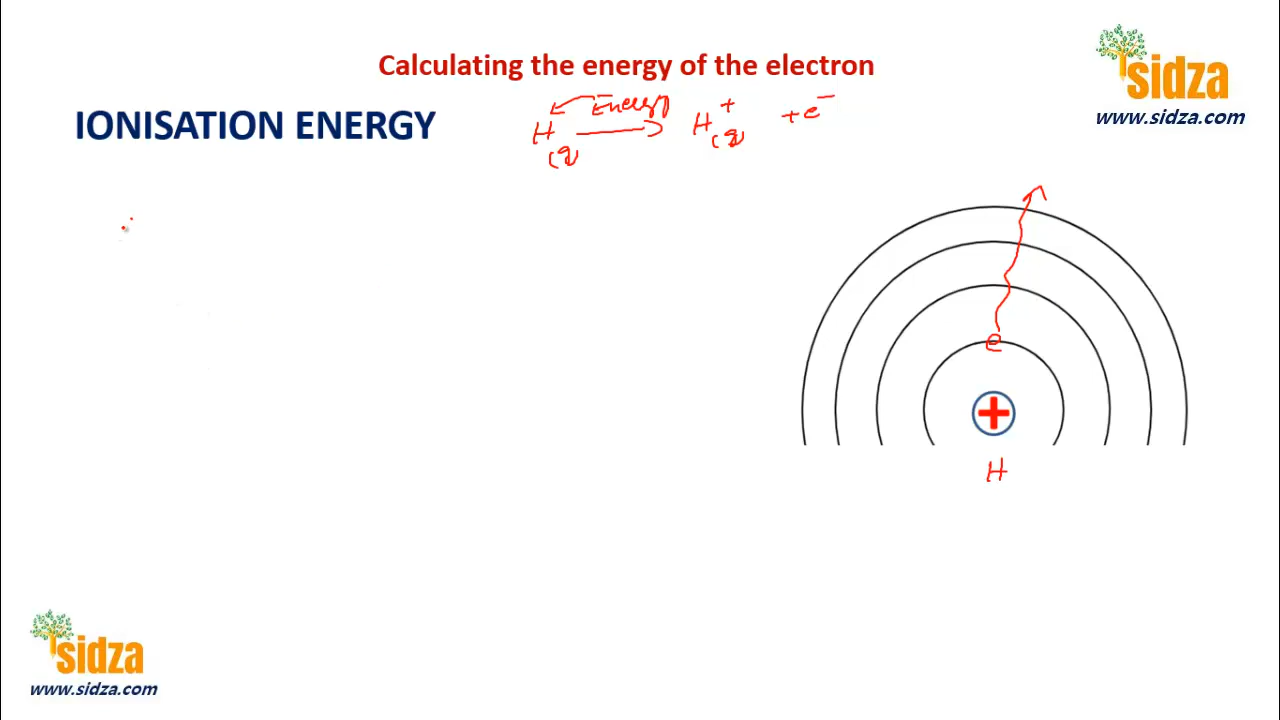 Calculating the energy of the electron
sidza
www.sidza.com
IONISATION ENERGY
Energy
H(g) → H+(g) + e−
e
+
H
sidza
www.sidza.com